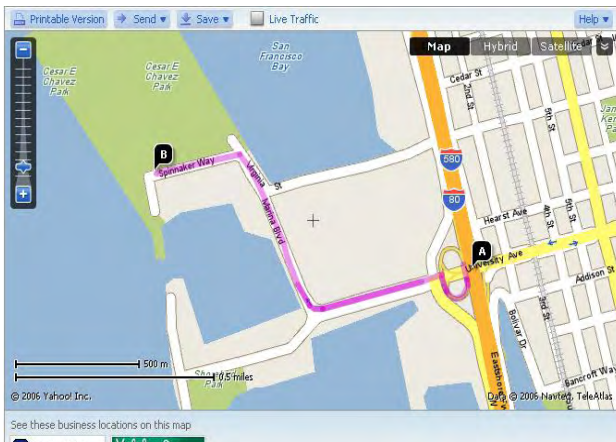 Printable Version
Send
Save
Live Traffic
Help
Map
Hybrid
Satellite
San
Francisco
Bay
Cesar E
Chavez
Park
Cesar E
Chavez
Park
Cedar St
2nd St
5th St
B
Spinnaker Way
Virginia
St
Marina Blvd
580
80
Hearst Ave
4th St
5th St
A
University Ave
Addison St
3rd St
Bolivar Dr
Bancroft Way
500 m
0.5 miles
Park
© 2006 Yahoo! Inc.
Data © 2006 Navteq, TeleAtlas
See these business locations on this map